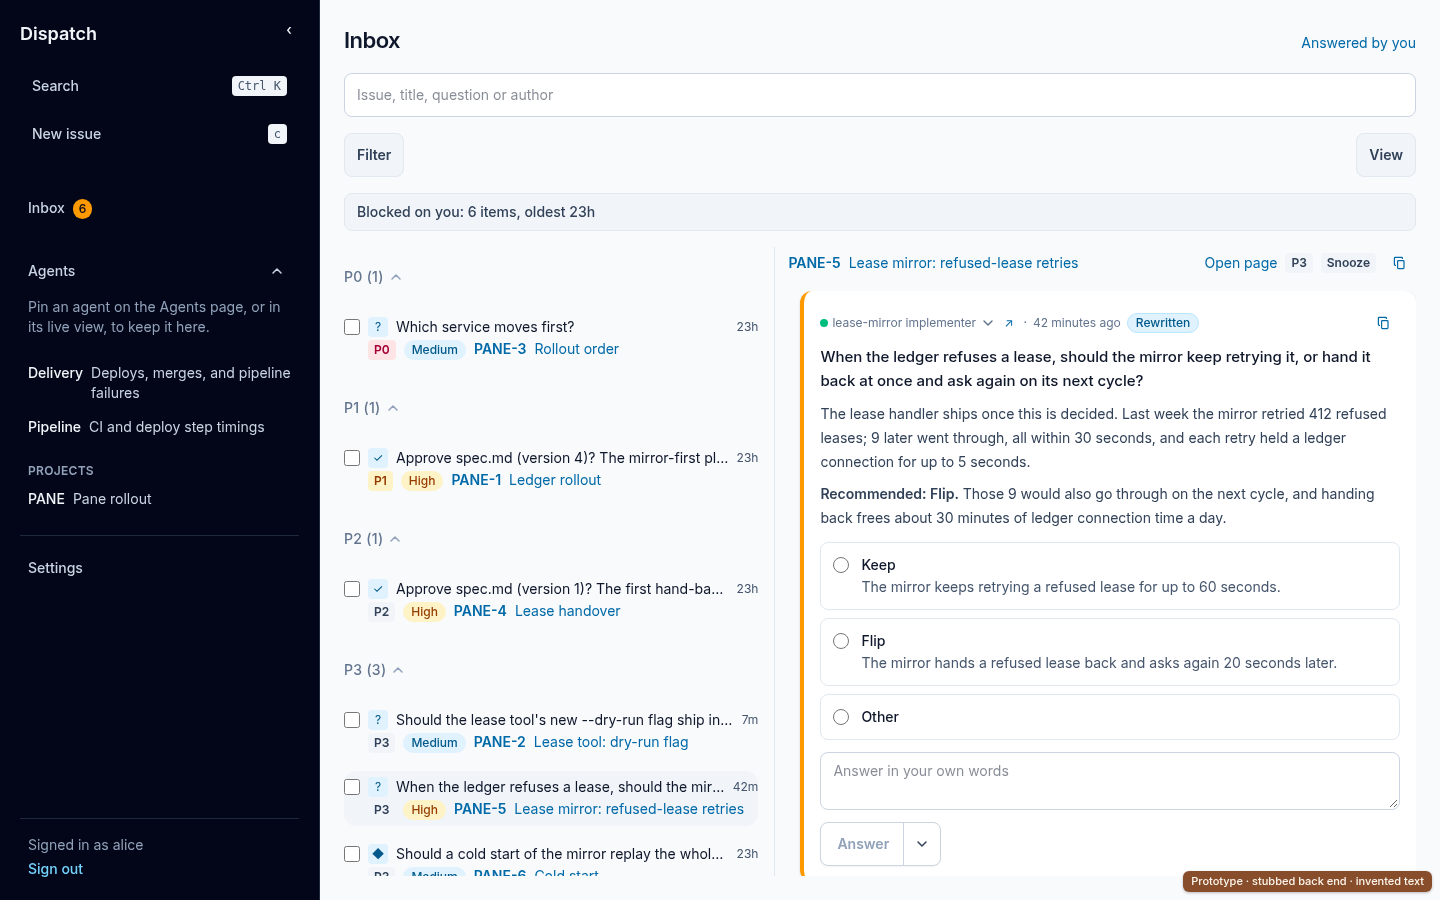 Dispatch
Search
Ctrl K
New issue
c
Inbox 6
Agents
Pin an agent on the Agents page, or in
its live view, to keep it here.
Delivery Deploys, merges, and pipeline
failures
Pipeline CI and deploy step timings
PROJECTS
PANE Pane rollout
Settings
Signed in as alice
Sign out
Inbox
Answered by you
Issue, title, question or author
Filter
View
Blocked on you: 6 items, oldest 23h
P0 (1)
? Which service moves first? 23h
P0 Medium PANE-3 Rollout order
P1 (1)
Approve spec.md (version 4)? The mirror-first pl... 23h
P1 High PANE-1 Ledger rollout
P2 (1)
Approve spec.md (version 1)? The first hand-ba... 23h
P2 High PANE-4 Lease handover
P3 (3)
? Should the lease tool's new --dry-run flag ship in... 7m
P3 Medium PANE-2 Lease tool: dry-run flag
? When the ledger refuses a lease, should the mir... 42m
P3 High PANE-5 Lease mirror: refused-lease retries
Should a cold start of the mirror replay the whol... 23h
P3 Medium PANE-6 Cold start
PANE-5 Lease mirror: refused-lease retries
Open page P3 Snooze
lease-mirror implementer · 42 minutes ago Rewritten
When the ledger refuses a lease, should the mirror keep retrying it, or hand it
back at once and ask again on its next cycle?
The lease handler ships once this is decided. Last week the mirror retried 412 refused
leases; 9 later went through, all within 30 seconds, and each retry held a ledger
connection for up to 5 seconds.
Recommended: Flip. Those 9 would also go through on the next cycle, and handing
back frees about 30 minutes of ledger connection time a day.
Keep
The mirror keeps retrying a refused lease for up to 60 seconds.
Flip
The mirror hands a refused lease back and asks again 20 seconds later.
Other
Answer in your own words
Answer
Prototype · stubbed back end · invented text